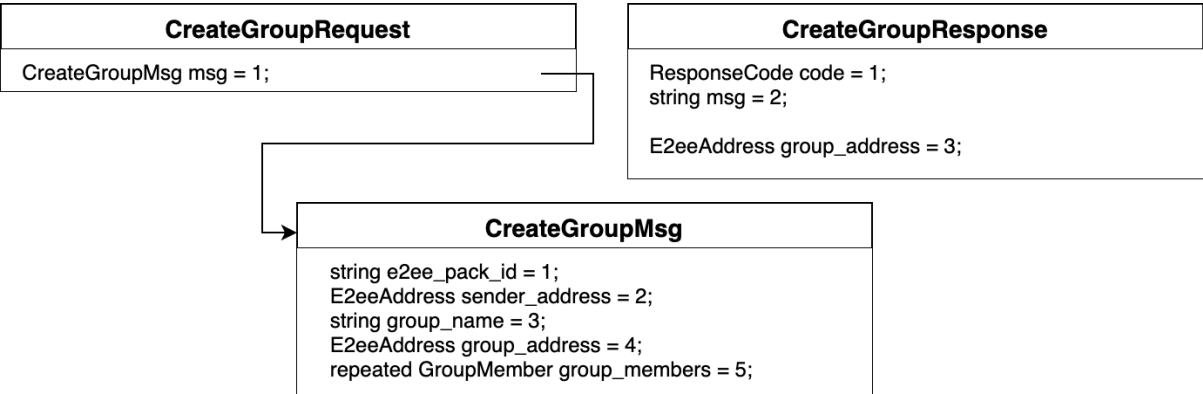 CreateGroupRequest
CreateGroupMsg msg = 1;
CreateGroupResponse
ResponseCode code = 1;
string msg = 2;
E2eeAddress group_address = 3;
CreateGroupMsg
string e2ee_pack_id = 1;
E2eeAddress sender_address = 2;
string group_name = 3;
E2eeAddress group_address = 4;
repeated GroupMember group_members = 5;